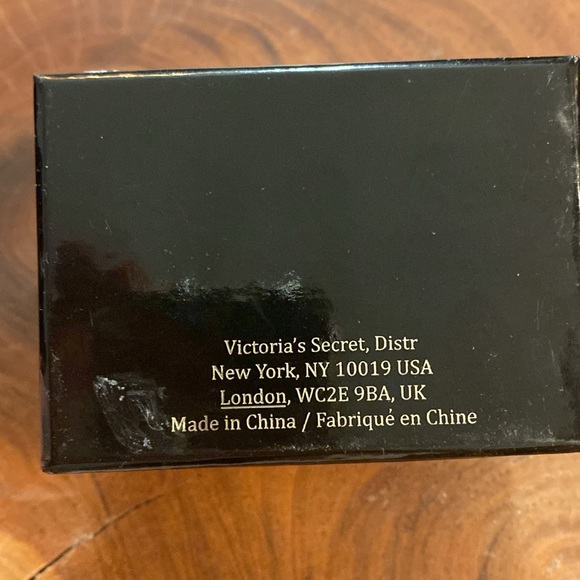 Victoria's Secret, Distr
New York, NY 10019 USA
London, WC2E 9BA, UK
Made in China / Fabriqué en Chine